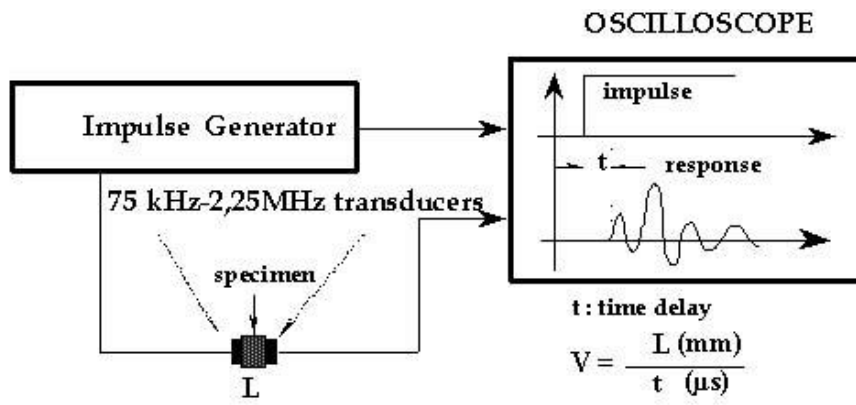 OSCILLOSCOPE
Impulse Generator
impulse
t
response
75 kHz-2,25MHz transducers
specimen
L
t : time delay
V = L (mm)
t (µs)